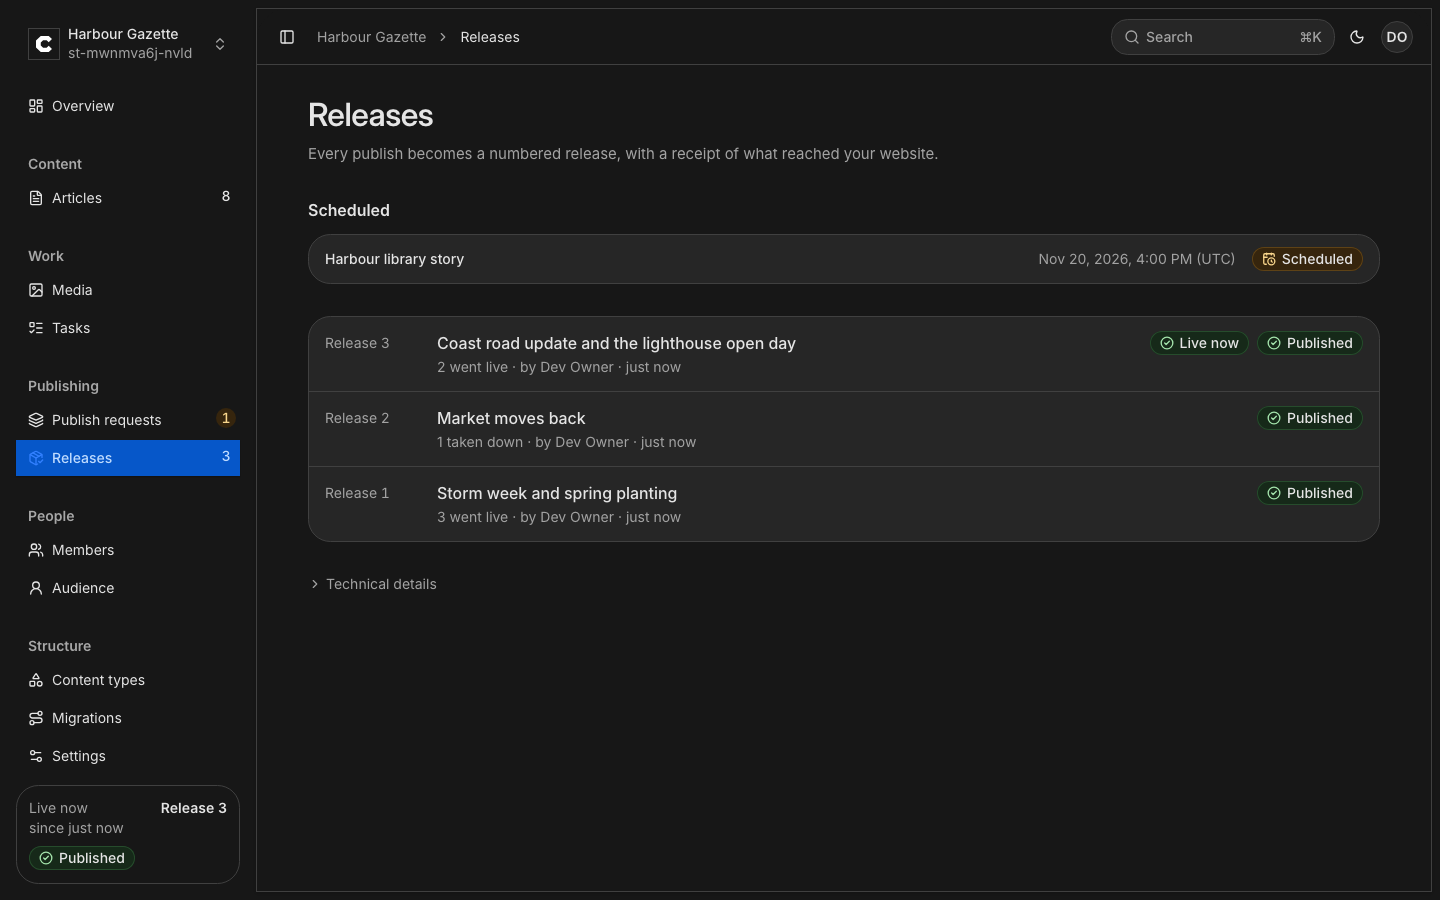 Harbour Gazette
st-mwnmva6j-nvld
Overview
Content
Articles 8
Work
Media
Tasks
Publishing
Publish requests 1
Releases 3
People
Members
Audience
Structure
Content types
Migrations
Settings
Live now Release 3
since just now
Published
Harbour Gazette > Releases
Search ⌘K
DO
Releases
Every publish becomes a numbered release, with a receipt of what reached your website.
Scheduled
Harbour library story Nov 20, 2026, 4:00 PM (UTC) Scheduled
Release 3 Coast road update and the lighthouse open day Live now Published
2 went live · by Dev Owner · just now
Release 2 Market moves back Published
1 taken down · by Dev Owner · just now
Release 1 Storm week and spring planting Published
3 went live · by Dev Owner · just now
Technical details